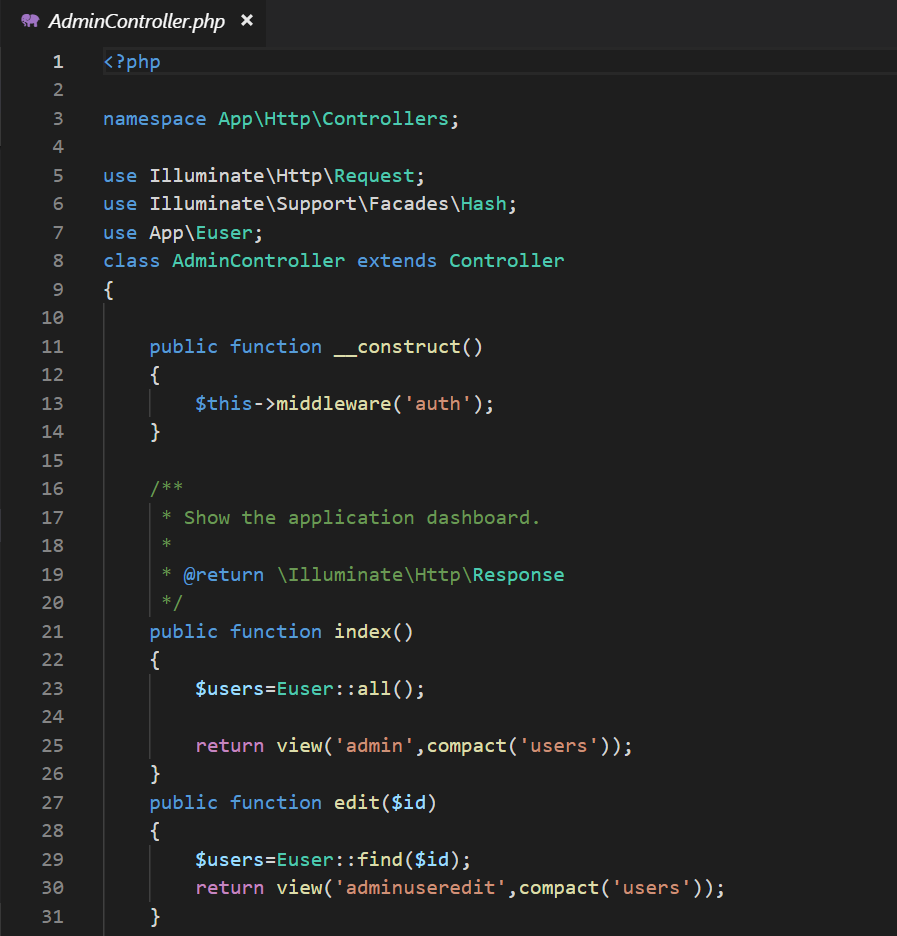 AdminController.php ×
1 <?php
2
3 namespace App\Http\Controllers;
4
5 use Illuminate\Http\Request;
6 use Illuminate\Support\Facades\Hash;
7 use App\Euser;
8 class AdminController extends Controller
9 {
10
11     public function __construct()
12     {
13         $this->middleware('auth');
14     }
15
16     /**
17      * Show the application dashboard.
18      *
19      * @return \Illuminate\Http\Response
20      */
21     public function index()
22     {
23         $users=Euser::all();
24
25         return view('admin',compact('users'));
26     }
27     public function edit($id)
28     {
29         $users=Euser::find($id);
30         return view('adminuseredit',compact('users'));
31     }